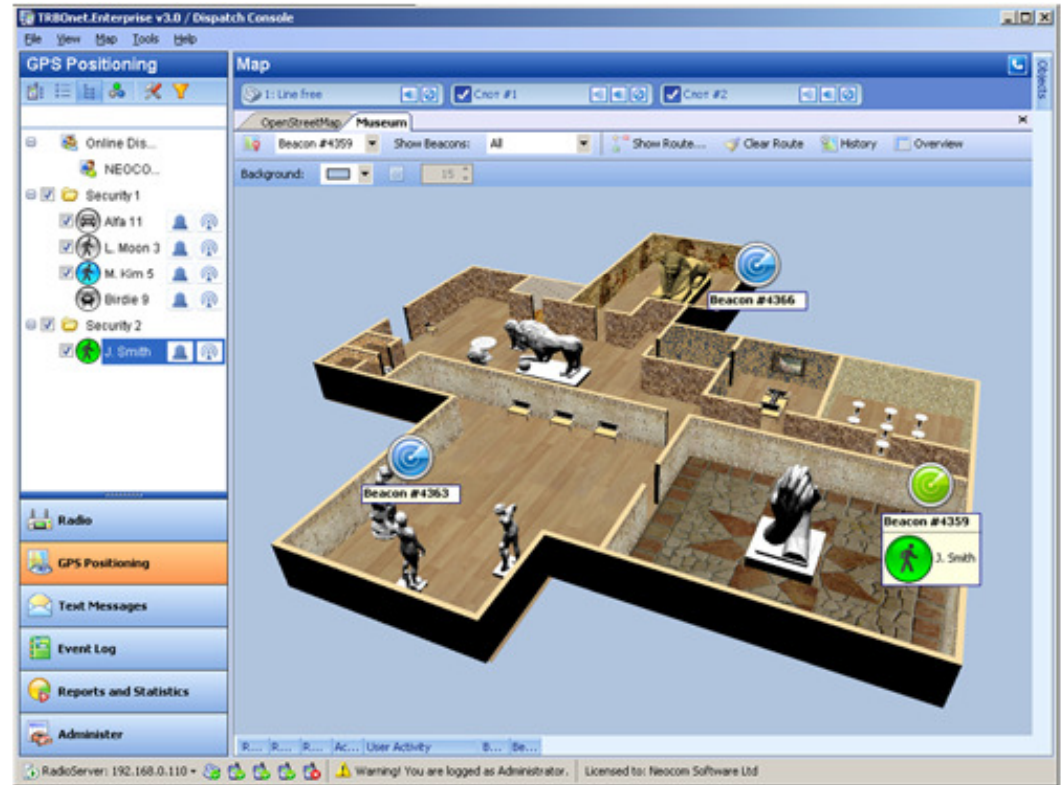 TRBOnet.Enterprise v3.0 / Dispatch Console
File View Map Tools Help
GPS Positioning
Map
Objects
1: Line free
Слот #1
Слот #2
OpenStreetMap
Museum
Beacon #4359
Show Beacons:
All
Show Route...
Clear Route
History
Overview
Background:
15
Online Dis...
NEOCO...
Security 1
Alfa 11
L. Moon 3
M. Kim 5
Birdie 9
Security 2
J. Smith
Beacon #4366
Beacon #4363
Beacon #4359
J. Smith
Radio
GPS Positioning
Text Messages
Event Log
Reports and Statistics
Administer
R... R... R... Ac... User Activity B... Be...
RadioServer: 192.168.0.110
Warning! You are logged as Administrator.
Licensed to: Neocom Software Ltd